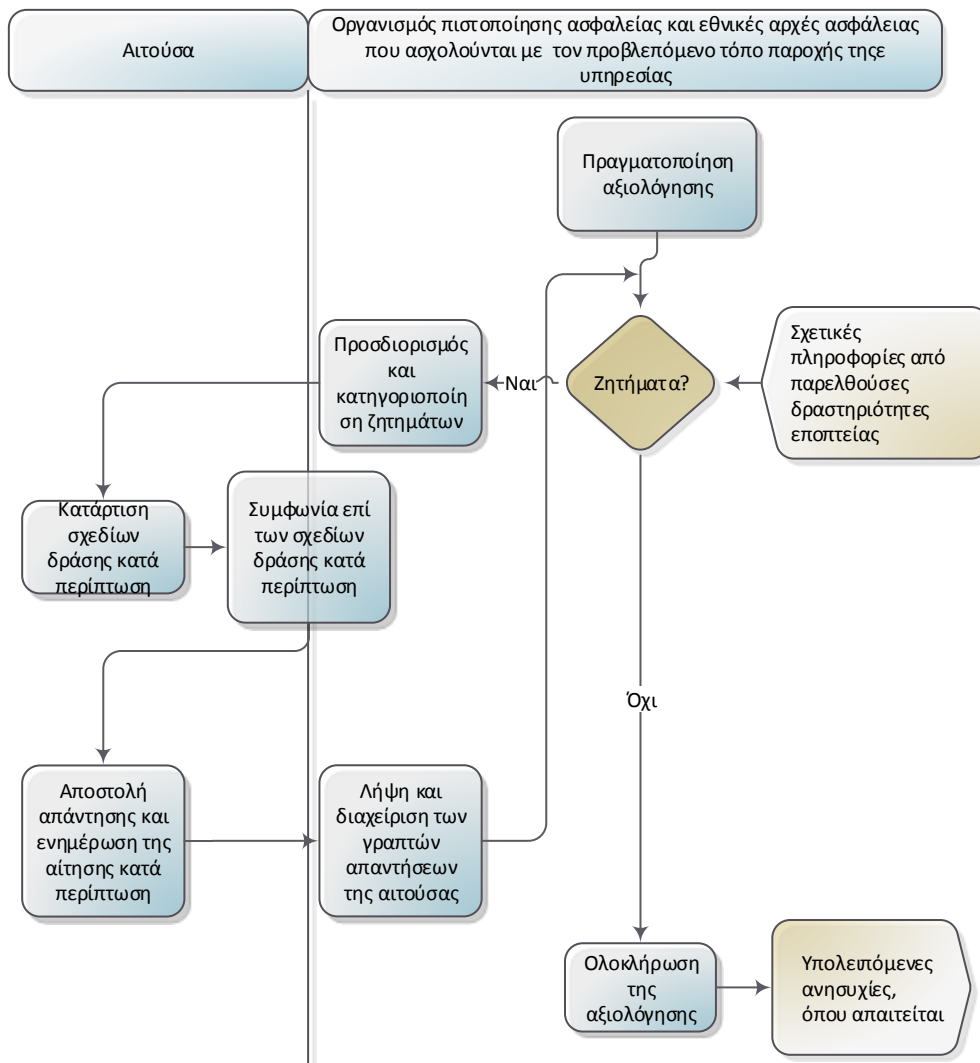 Αιτούσα
Οργανισμός πιστοποίησης ασφαλείας και εθνικές αρχές ασφάλειας
που ασχολούνται με τον προβλεπόμενο τόπο παροχής τηςε
υπηρεσίας
Πραγματοποίηση
αξιολόγησης
Προσδιορισμός
και
κατηγοριοποίη
ση ζητημάτων
Ναι
Ζητήματα?
Σχετικές
πληροφορίες από
παρελθούσες
δραστηριότητες
εποπτείας
Κατάρτιση
σχεδίων
δράσης κατά
περίπτωση
Συμφωνία επί
των σχεδίων
δράσης κατά
περίπτωση
Όχι
Αποστολή
απάντησης και
ενημέρωση της
αίτησης κατά
περίπτωση
Λήψη και
διαχείριση των
γραπτών
απαντήσεων
της αιτούσας
Ολοκλήρωση
της
αξιολόγησης
Υπολειπόμενες
ανησυχίες,
όπου απαιτείται